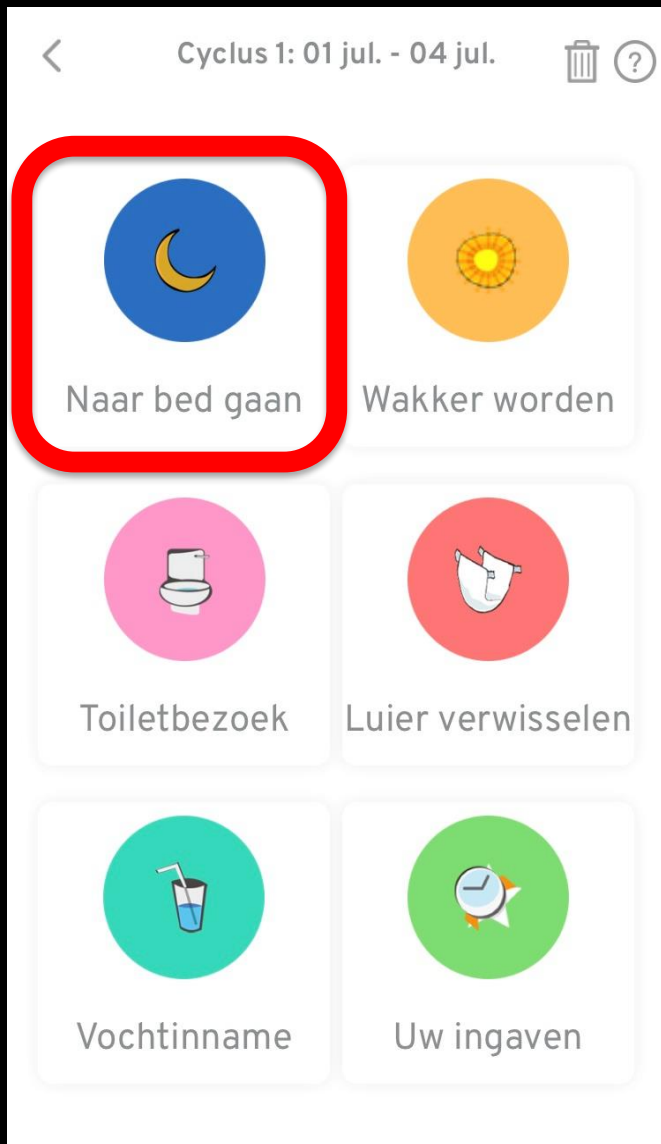 Cyclus 1: 01 jul. - 04 jul.
?
Naar bed gaan
Wakker worden
Toiletbezoek
Luier verwisselen
Vochtinname
Uw ingaven